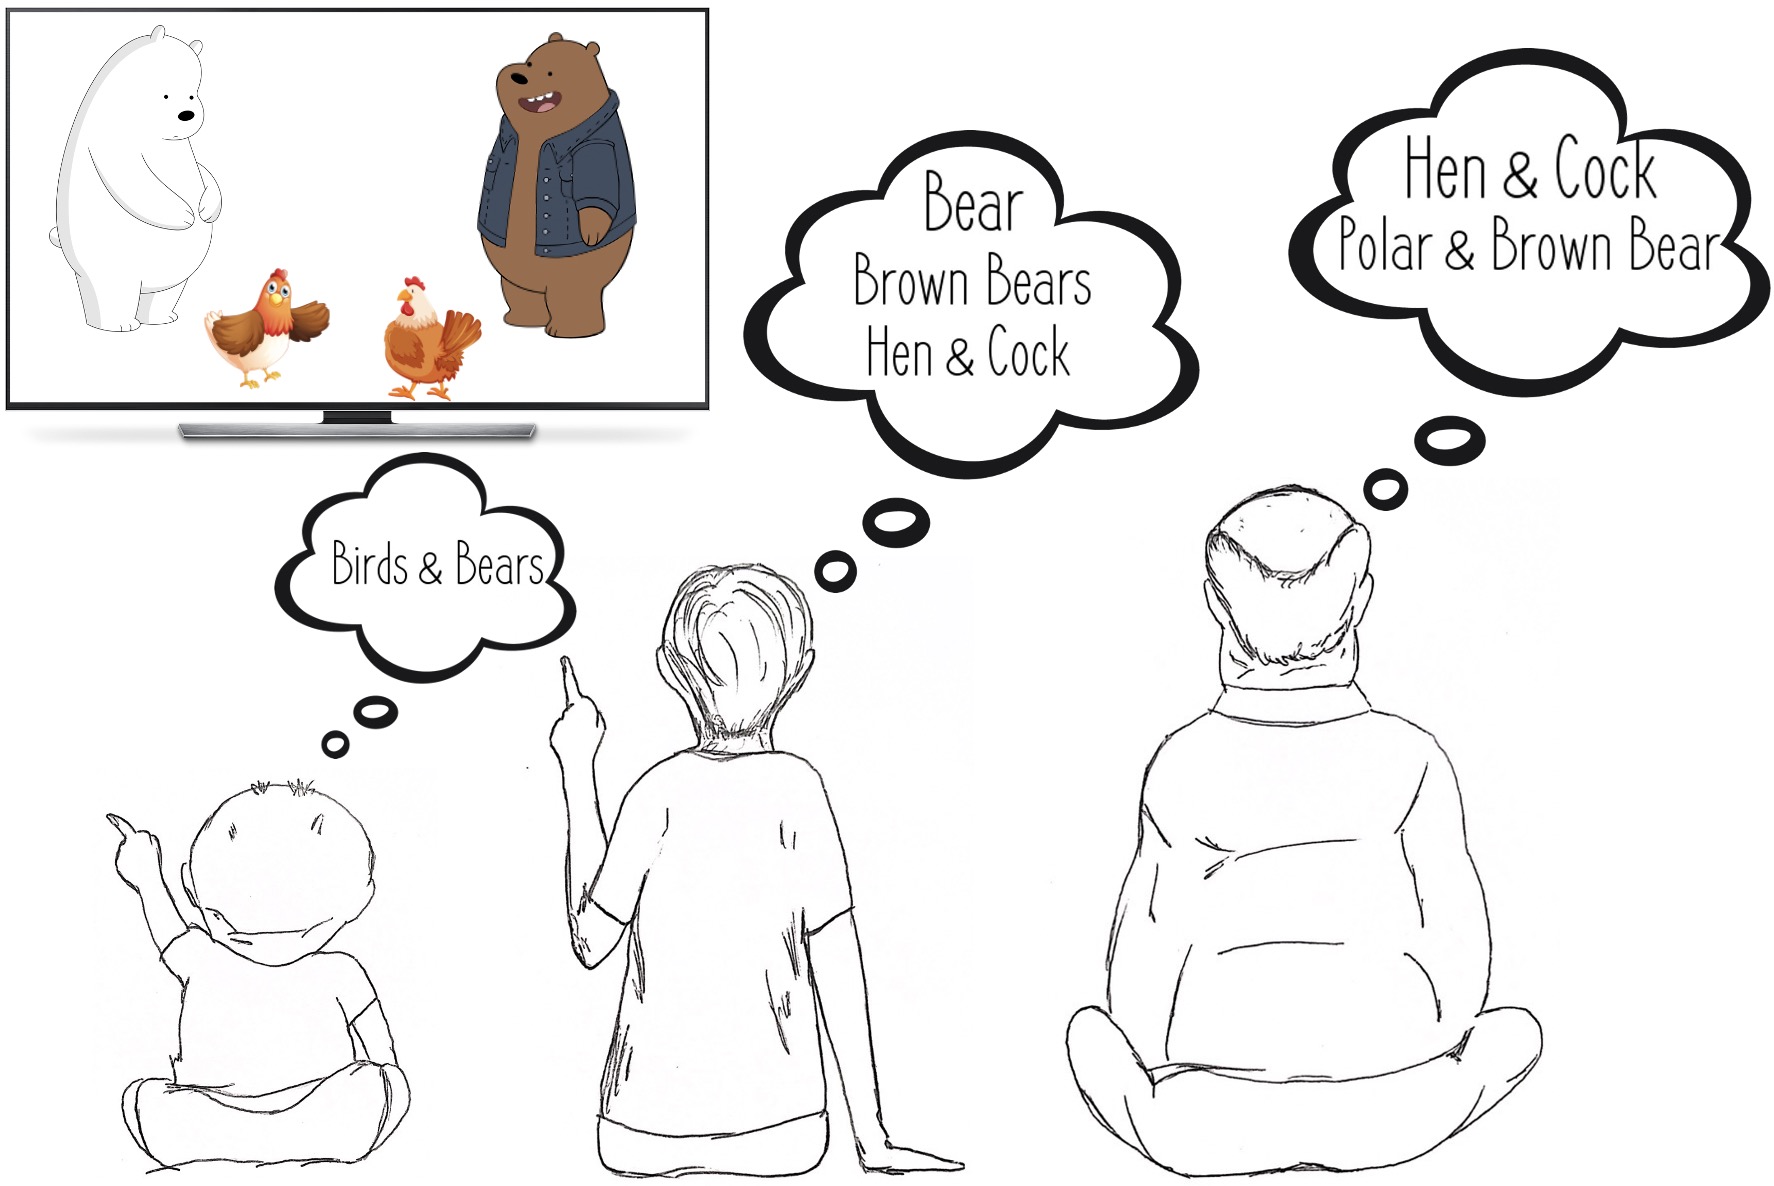 Birds & Bears
Bear
Brown Bears
Hen & Cock
Hen & Cock
Polar & Brown Bear